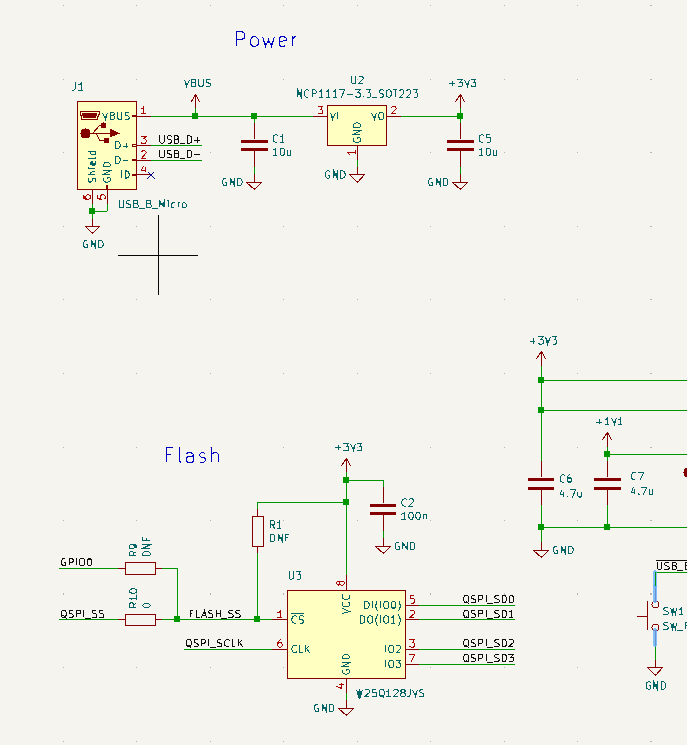 Power
J1
VBUS
U2
NCP1117-3.3_SOT223
+3V3
VBUS
1
3
VI
VO
2
GND
1
D+
3
USB_D+
D-
2
USB_D-
ID
4
Shield
GND
6
5
C1
10u
C5
10u
GND
GND
GND
USB_B_Micro
GND
+3V3
+1V1
Flash
+3V3
C6
4.7u
C7
4.7u
C2
100n
R1
DNF
GND
GND
GPIO0
R9
DNF
U3
8
VCC
USB_B
QSPI_SS
R10
0
FLASH_SS
1
CS
DI(IO0)
5
QSPI_SD0
DO(IO1)
2
QSPI_SD1
SW1
SW_P
QSPI_SCLK
6
CLK
IO2
3
QSPI_SD2
IO3
7
QSPI_SD3
GND
4
W25Q128JVS
GND
GND